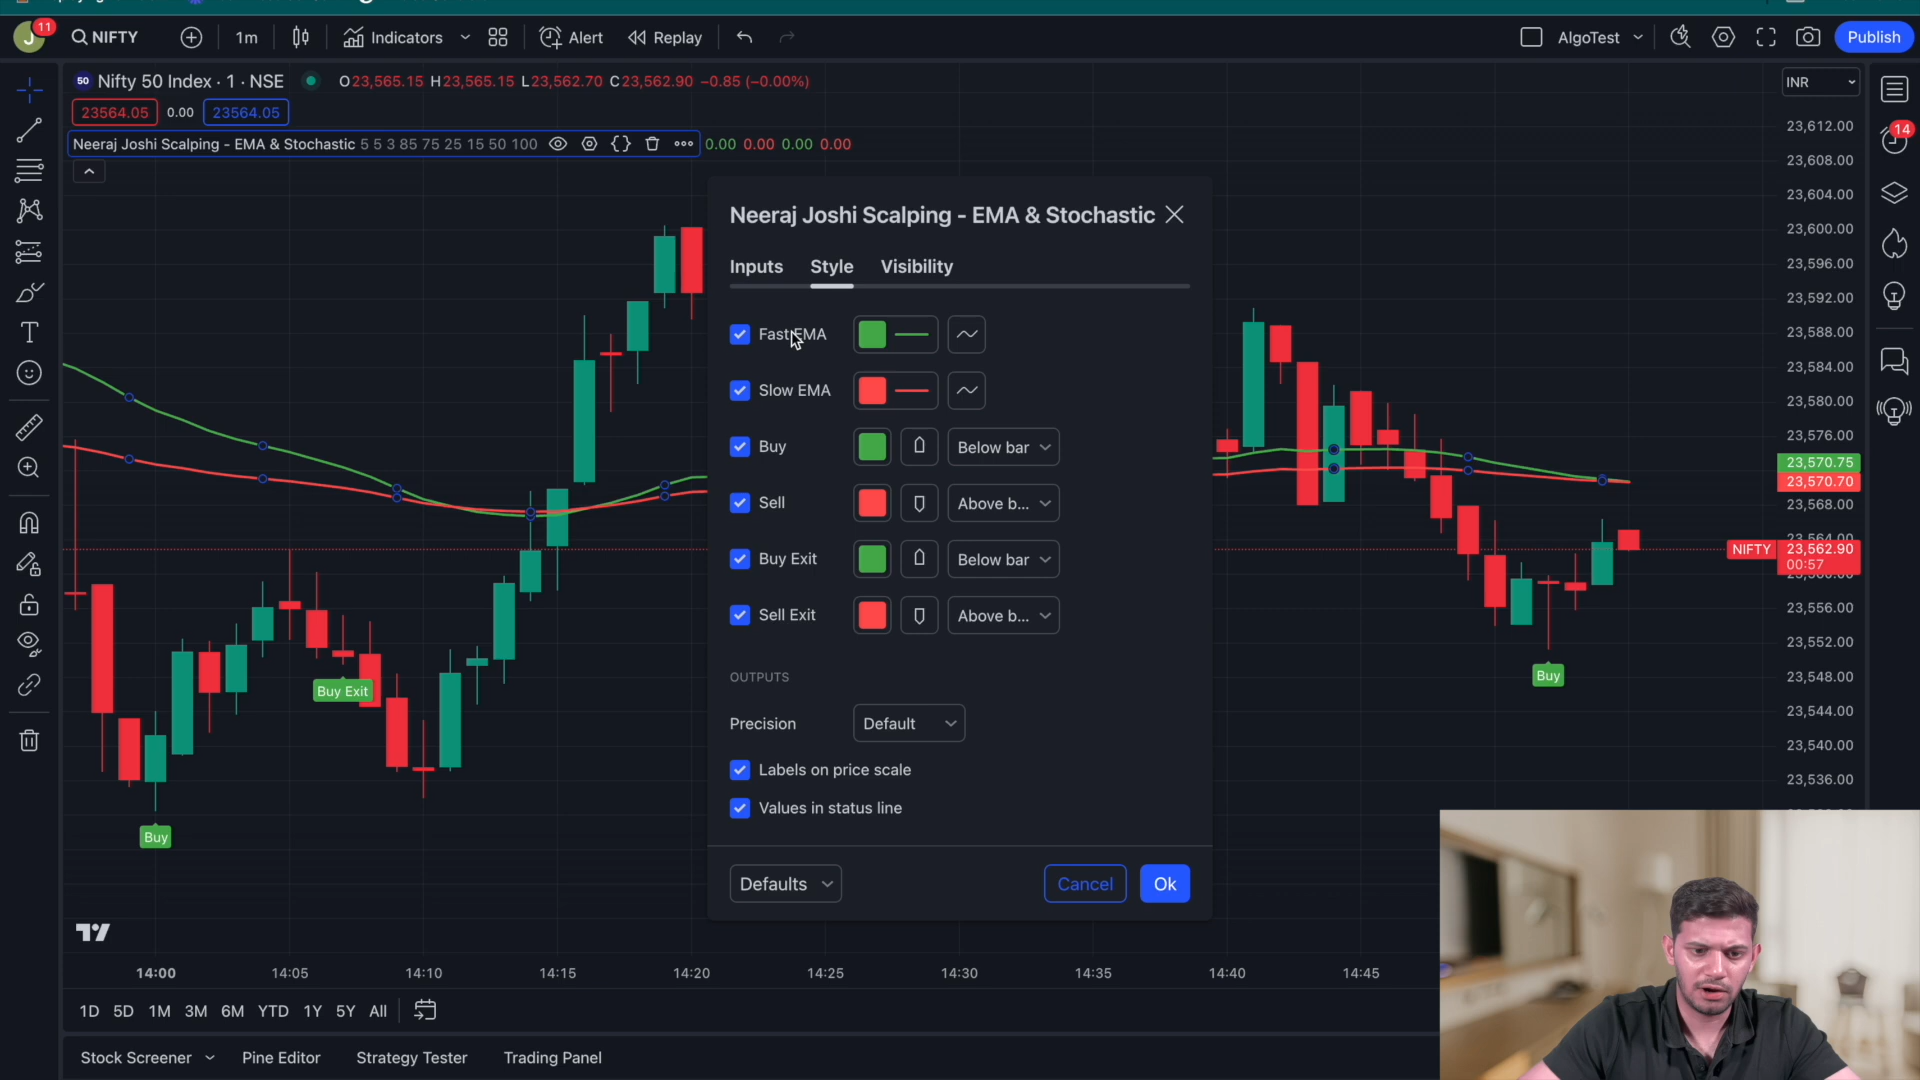 J
11
NIFTY
1m
Indicators
Alert
Replay
AlgoTest
Publish
50
Nifty 50 Index · 1 · NSE
O23,565.15 H23,565.15 L23,562.70 C23,562.90 −0.85 (−0.00%)
INR
23564.05
0.00
23564.05
Neeraj Joshi Scalping - EMA & Stochastic 5 5 3 85 75 25 15 50 100
0.00 0.00 0.00 0.00
14
23,612.00
23,608.00
23,604.00
23,600.00
23,596.00
23,592.00
23,588.00
23,584.00
23,580.00
23,576.00
23,570.75
23,570.70
23,568.00
NIFTY
23,562.90
00:57
23,556.00
23,552.00
23,548.00
23,544.00
23,540.00
23,536.00
Neeraj Joshi Scalping - EMA & Stochastic
Inputs
Style
Visibility
Fast EMA
Slow EMA
Buy
Below bar
Sell
Above b...
Buy Exit
Below bar
Sell Exit
Above b...
OUTPUTS
Precision
Default
Labels on price scale
Values in status line
Defaults
Cancel
Ok
Buy Exit
Buy
Buy
14:00
14:05
14:10
14:15
14:20
14:25
14:30
14:35
14:40
14:45
1D
5D
1M
3M
6M
YTD
1Y
5Y
All
Stock Screener
Pine Editor
Strategy Tester
Trading Panel